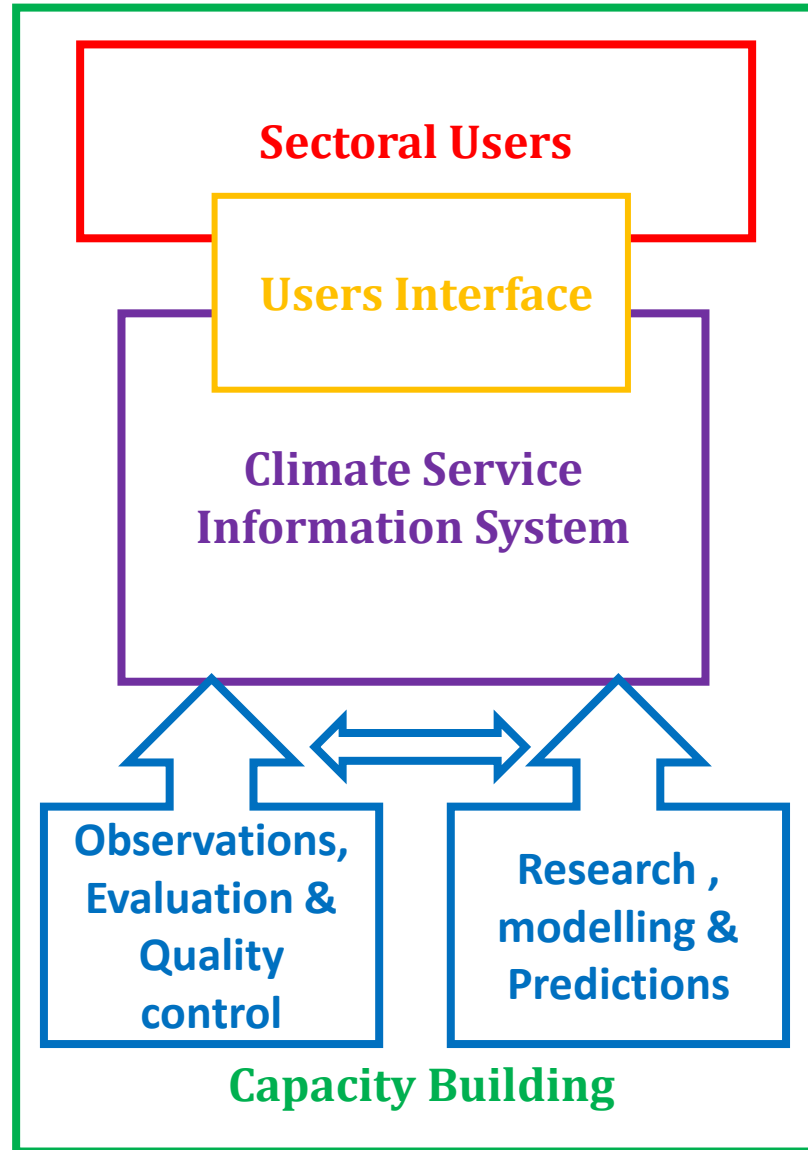 Sectoral Users
Users Interface
Climate Service
Information System
Observations,
Evaluation &
Quality
control
Research ,
modelling &
Predictions
Capacity Building